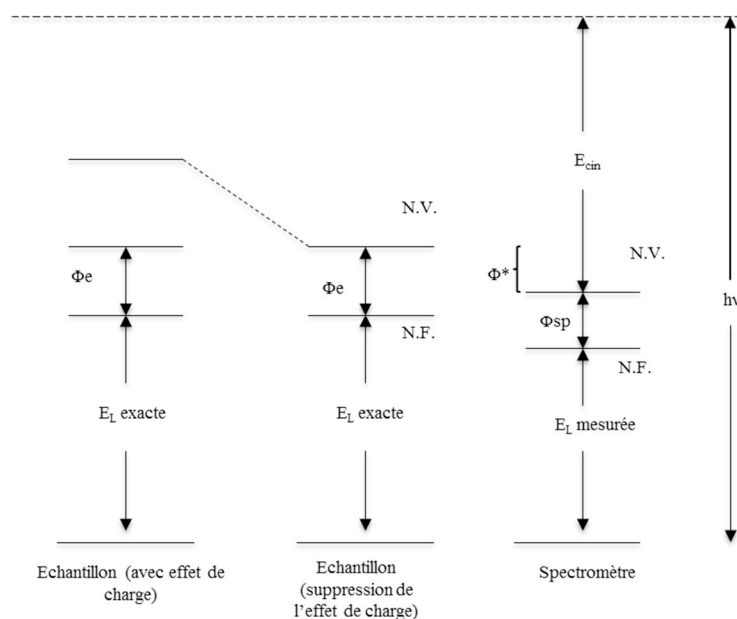 E_cin
N.V.
N.V.
Φ*
Φe
Φe
hν
Φsp
N.F.
N.F.
E_L exacte
E_L exacte
E_L mesurée
Echantillon (avec effet de
charge)
Echantillon
(suppression de
l'effet de charge)
Spectromètre